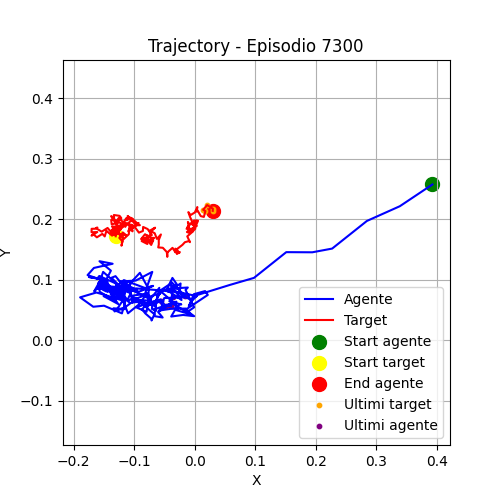 Trajectory - Episodio 7300
Y
0.4
0.3
0.2
0.1
0.0
−0.1
−0.2
−0.1
0.0
0.1
0.2
0.3
0.4
X
Agente
Target
Start agente
Start target
End agente
Ultimi target
Ultimi agente